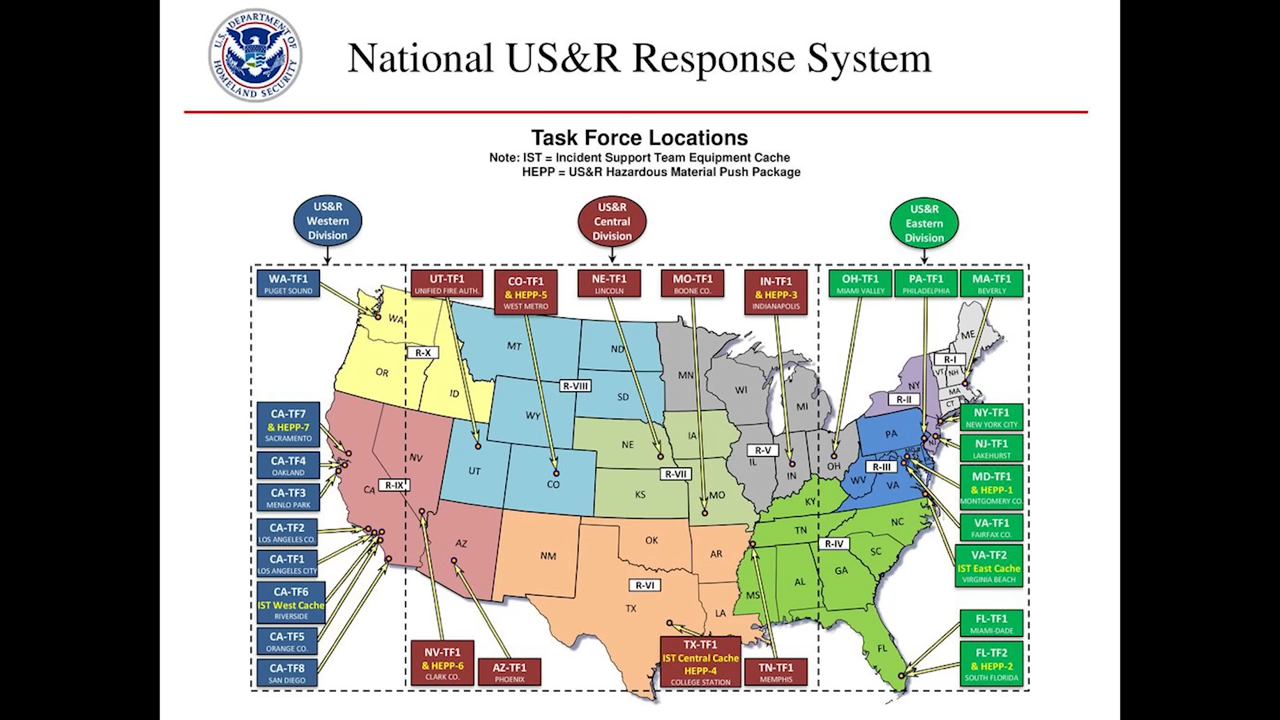 U.S. DEPARTMENT OF
HOMELAND SECURITY
National US&R Response System
Task Force Locations
Note: IST = Incident Support Team Equipment Cache
HEPP = US&R Hazardous Material Push Package
US&R
Western
Division
US&R
Central
Division
US&R
Eastern
Division
WA-TF1
PUGET SOUND
UT-TF1
UNIFIED FIRE AUTH.
CO-TF1
& HEPP-5
WEST METRO
NE-TF1
LINCOLN
MO-TF1
BOONE CO.
IN-TF1
& HEPP-3
INDIANAPOLIS
OH-TF1
MIAMI VALLEY
PA-TF1
PHILADELPHIA
MA-TF1
BEVERLY
CA-TF7
& HEPP-7
SACRAMENTO
CA-TF4
OAKLAND
CA-TF3
MENLO PARK
CA-TF2
LOS ANGELES CO.
CA-TF1
LOS ANGELES CITY
CA-TF6
IST West Cache
RIVERSIDE
CA-TF5
ORANGE CO.
CA-TF8
SAN DIEGO
NV-TF1
& HEPP-6
CLARK CO.
AZ-TF1
PHOENIX
TX-TF1
IST Central Cache
HEPP-4
COLLEGE STATION
TN-TF1
MEMPHIS
NY-TF1
NEW YORK CITY
NJ-TF1
LAKEHURST
MD-TF1
& HEPP-1
MONTGOMERY CO.
VA-TF1
FAIRFAX CO.
VA-TF2
IST East Cache
VIRGINIA BEACH
FL-TF1
MIAMI-DADE
FL-TF2
& HEPP-2
SOUTH FLORIDA
WA
R-X
OR
ID
MT
ND
R-VIII
SD
WY
UT
CO
NV
CA
R-IX
AZ
NM
NE
IA
R-VII
KS
MO
OK
AR
R-VI
TX
LA
MN
WI
MI
R-V
IL
IN
OH
KY
TN
R-IV
NC
SC
MS
AL
GA
FL
PA
R-III
WV
VA
NY
R-II
NJ
ME
R-I
VT
NH
MA
CT